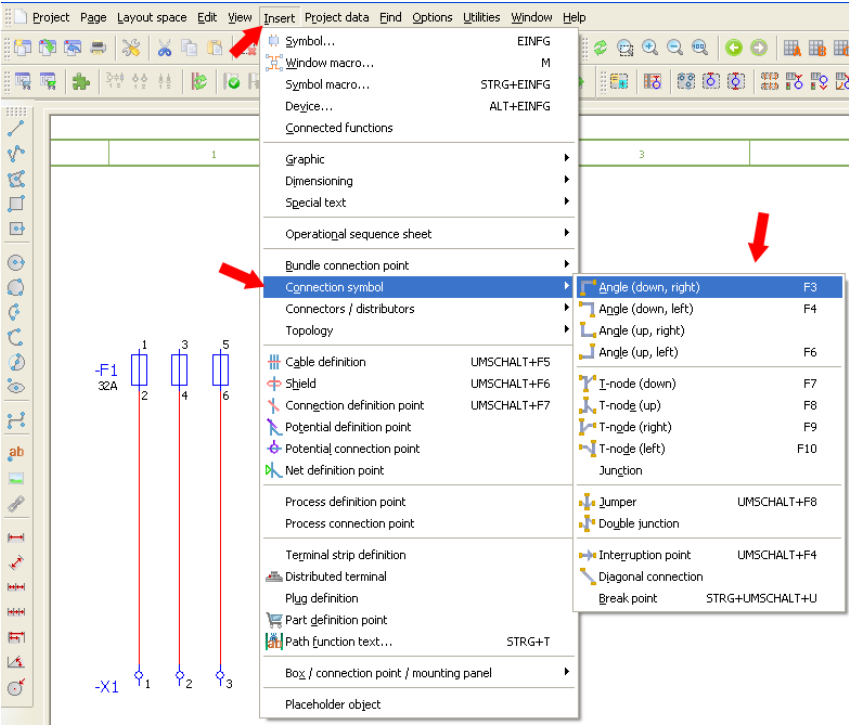 Project Page Layout space Edit View Insert Project data Find Options Utilities Window Help
Symbol... EINFG
Window macro... M
Symbol macro... STRG+EINFG
Device... ALT+EINFG
Connected functions
Graphic
Dimensioning
Special text
Operational sequence sheet
Bundle connection point
Connection symbol
Connectors / distributors
Topology
Cable definition UMSCHALT+F5
Shield UMSCHALT+F6
Connection definition point UMSCHALT+F7
Potential definition point
Potential connection point
Net definition point
Process definition point
Process connection point
Terminal strip definition
Distributed terminal
Plug definition
Part definition point
Path function text... STRG+T
Box / connection point / mounting panel
Placeholder object
Angle (down, right) F3
Angle (down, left) F4
Angle (up, right)
Angle (up, left) F6
T-node (down) F7
T-node (up) F8
T-node (right) F9
T-node (left) F10
Junction
Jumper UMSCHALT+F8
Double junction
Interruption point UMSCHALT+F4
Diagonal connection
Break point STRG+UMSCHALT+U
1
3
1 3 5
-F1
32A
2 4 6
-X1 1 2 3
ab